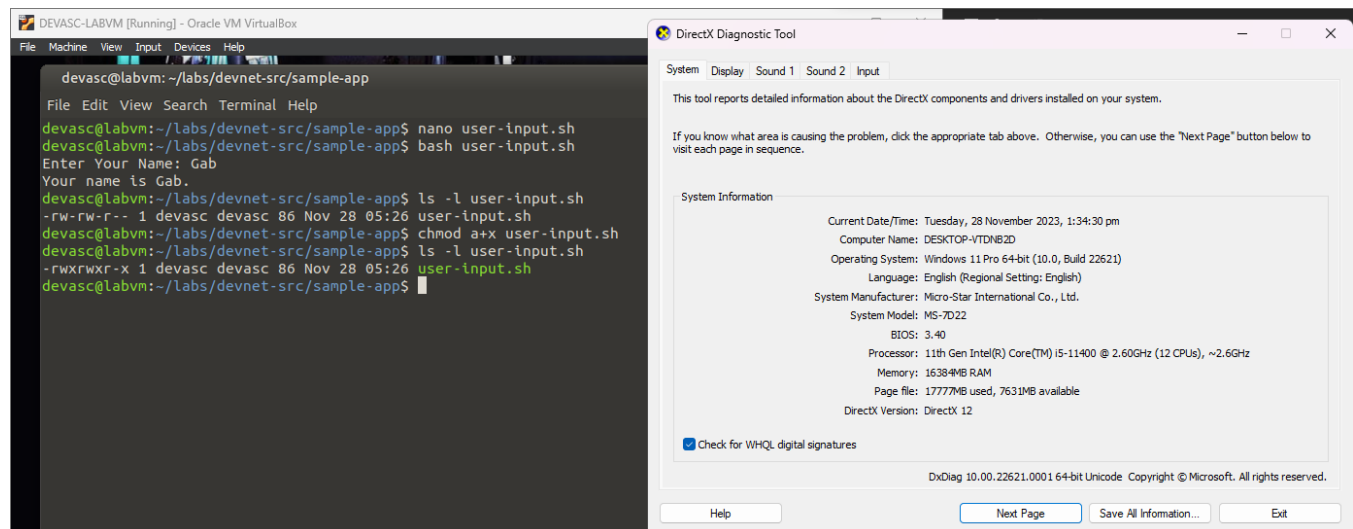 DEVASC-LABVM [Running] - Oracle VM VirtualBox
File Machine View Input Devices Help
devasc@labvm: ~/labs/devnet-src/sample-app
File Edit View Search Terminal Help
devasc@labvm:~/labs/devnet-src/sample-app$ nano user-input.sh
devasc@labvm:~/labs/devnet-src/sample-app$ bash user-input.sh
Enter Your Name: Gab
Your name is Gab.
devasc@labvm:~/labs/devnet-src/sample-app$ ls -l user-input.sh
-rw-rw-r-- 1 devasc devasc 86 Nov 28 05:26 user-input.sh
devasc@labvm:~/labs/devnet-src/sample-app$ chmod a+x user-input.sh
devasc@labvm:~/labs/devnet-src/sample-app$ ls -l user-input.sh
-rwxrwxr-x 1 devasc devasc 86 Nov 28 05:26 user-input.sh
devasc@labvm:~/labs/devnet-src/sample-app$
DirectX Diagnostic Tool
System Display Sound 1 Sound 2 Input
This tool reports detailed information about the DirectX components and drivers installed on your system.
If you know what area is causing the problem, click the appropriate tab above. Otherwise, you can use the "Next Page" button below to
visit each page in sequence.
System Information
Current Date/Time: Tuesday, 28 November 2023, 1:34:30 pm
Computer Name: DESKTOP-VTDNB2D
Operating System: Windows 11 Pro 64-bit (10.0, Build 22621)
Language: English (Regional Setting: English)
System Manufacturer: Micro-Star International Co., Ltd.
System Model: MS-7D22
BIOS: 3.40
Processor: 11th Gen Intel(R) Core(TM) i5-11400 @ 2.60GHz (12 CPUs), ~2.6GHz
Memory: 16384MB RAM
Page file: 17777MB used, 7631MB available
DirectX Version: DirectX 12
Check for WHQL digital signatures
DxDiag 10.00.22621.0001 64-bit Unicode Copyright © Microsoft. All rights reserved.
Help Next Page Save All Information... Exit